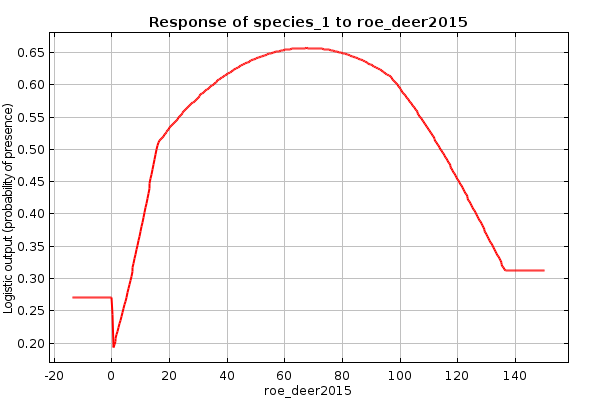 Response of species_1 to roe_deer2015
Logistic output (probability of presence)
0.65
0.60
0.55
0.50
0.45
0.40
0.35
0.30
0.25
0.20
-20 0 20 40 60 80 100 120 140
roe_deer2015